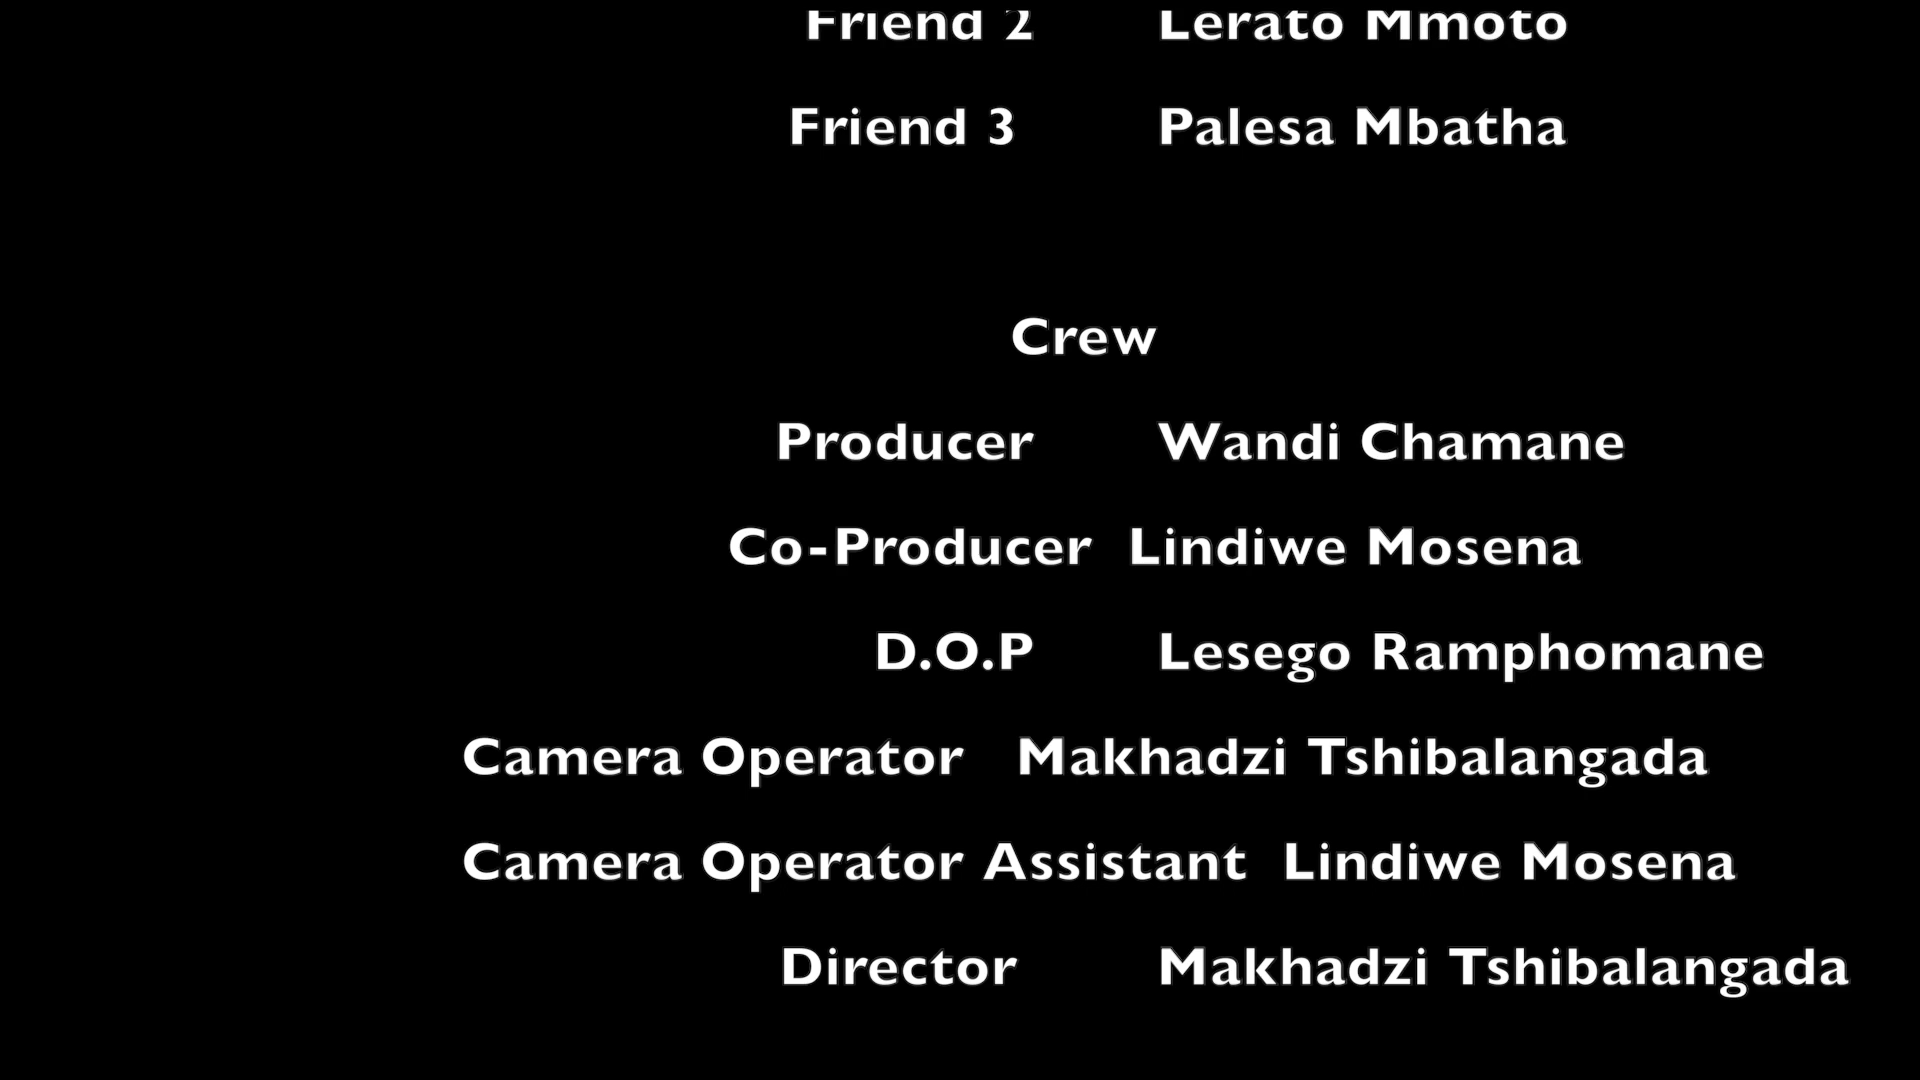 Friend 2 Lerato Mmoto
Friend 3 Palesa Mbatha
Crew
Producer Wandi Chamane
Co-Producer Lindiwe Mosena
D.O.P Lesego Ramphomane
Camera Operator Makhadzi Tshibalangada
Camera Operator Assistant Lindiwe Mosena
Director Makhadzi Tshibalangada